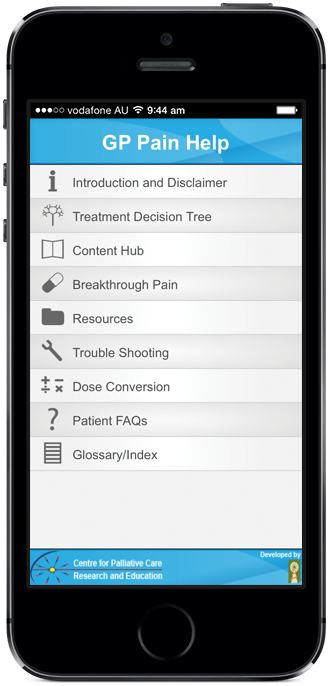 vodafone AU 9:44 am
GP Pain Help
Introduction and Disclaimer
Treatment Decision Tree
Content Hub
Breakthrough Pain
Resources
Trouble Shooting
Dose Conversion
Patient FAQs
Glossary/Index
Developed by
Centre for Palliative Care
Research and Education